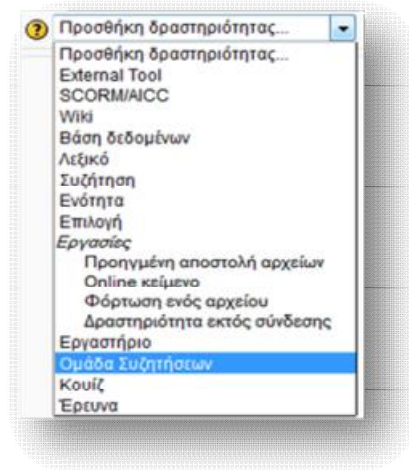 Προσθήκη δραστηριότητας...
Προσθήκη δραστηριότητας...
External Tool
SCORM/AICC
Wiki
Βάση δεδομένων
Λεξικό
Συζήτηση
Ενότητα
Επιλογή
Εργασίες
Προηγμένη αποστολή αρχείων
Online κείμενο
Φόρτωση ενός αρχείου
Δραστηριότητα εκτός σύνδεσης
Εργαστήριο
Ομάδα Συζητήσεων
Κουίζ
Έρευνα